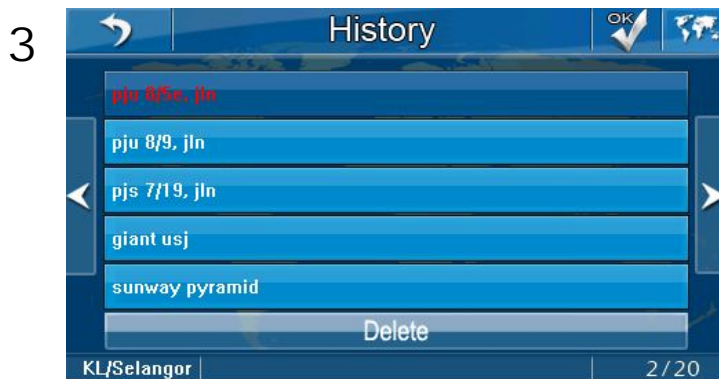 3
History
OK
pju 8/5e, jln
pju 8/9, jln
pjs 7/19, jln
giant usj
sunway pyramid
Delete
KL/Selangor
2/20